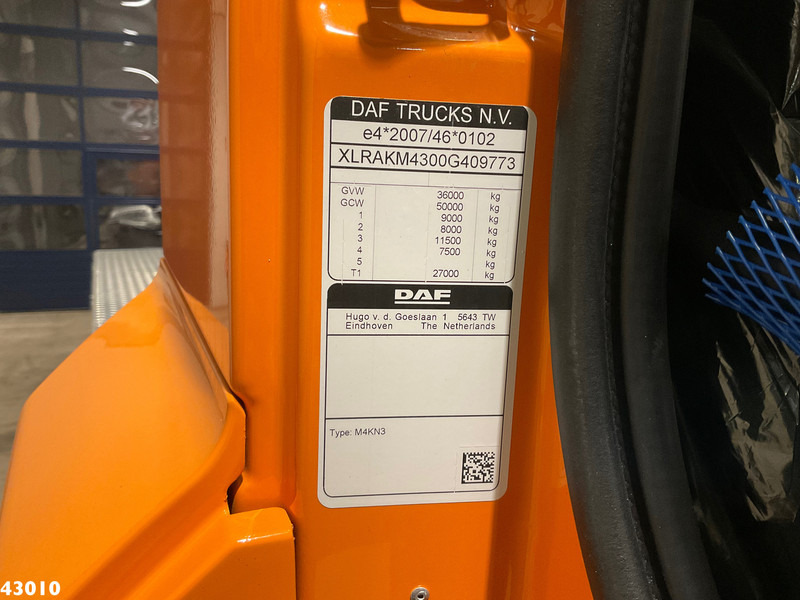 DAF TRUCKS N.V.
e4*2007/46*0102
XLRAKM4300G409773
GVW 36000 kg
GCW 50000 kg
1 9000 kg
2 8000 kg
3 11500 kg
4 7500 kg
5 kg
T1 27000 kg
DAF
Hugo v. d. Goeslaan 1 5643 TW
Eindhoven The Netherlands
Type: M4KN3
43010